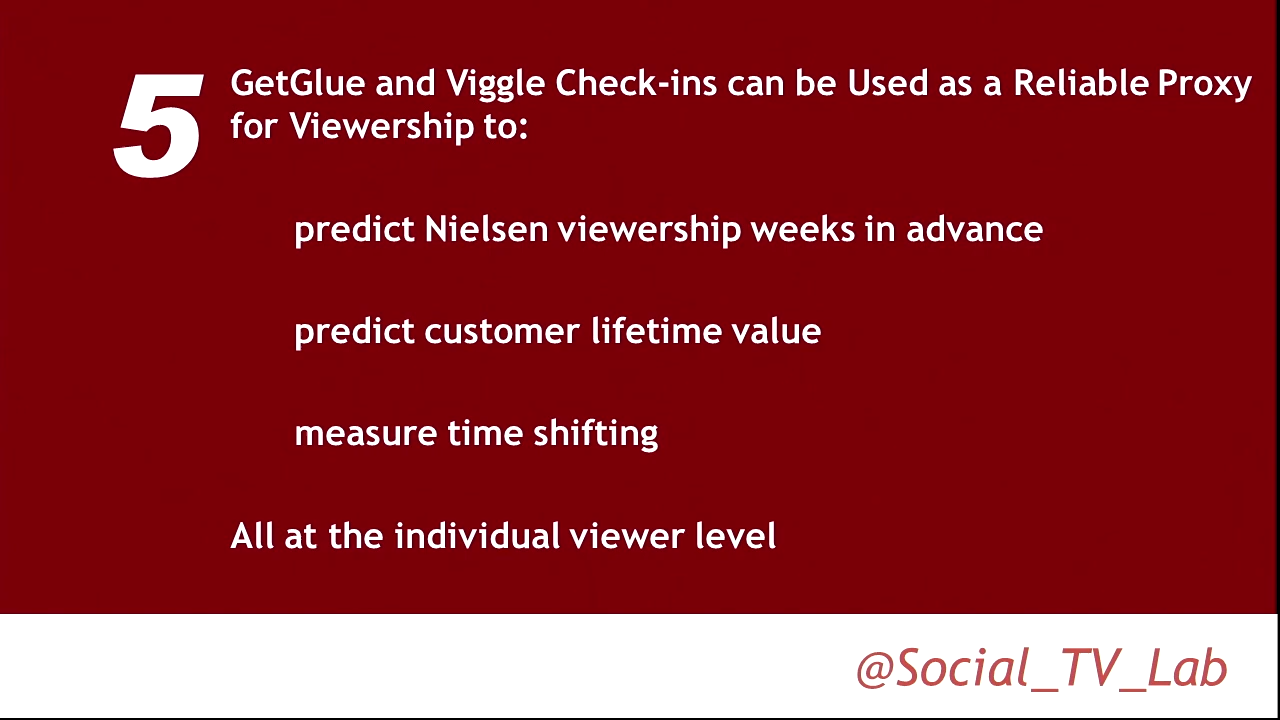 5
GetGlue and Viggle Check-ins can be Used as a Reliable Proxy
for Viewership to:
predict Nielsen viewership weeks in advance
predict customer lifetime value
measure time shifting
All at the individual viewer level
@Social_TV_Lab